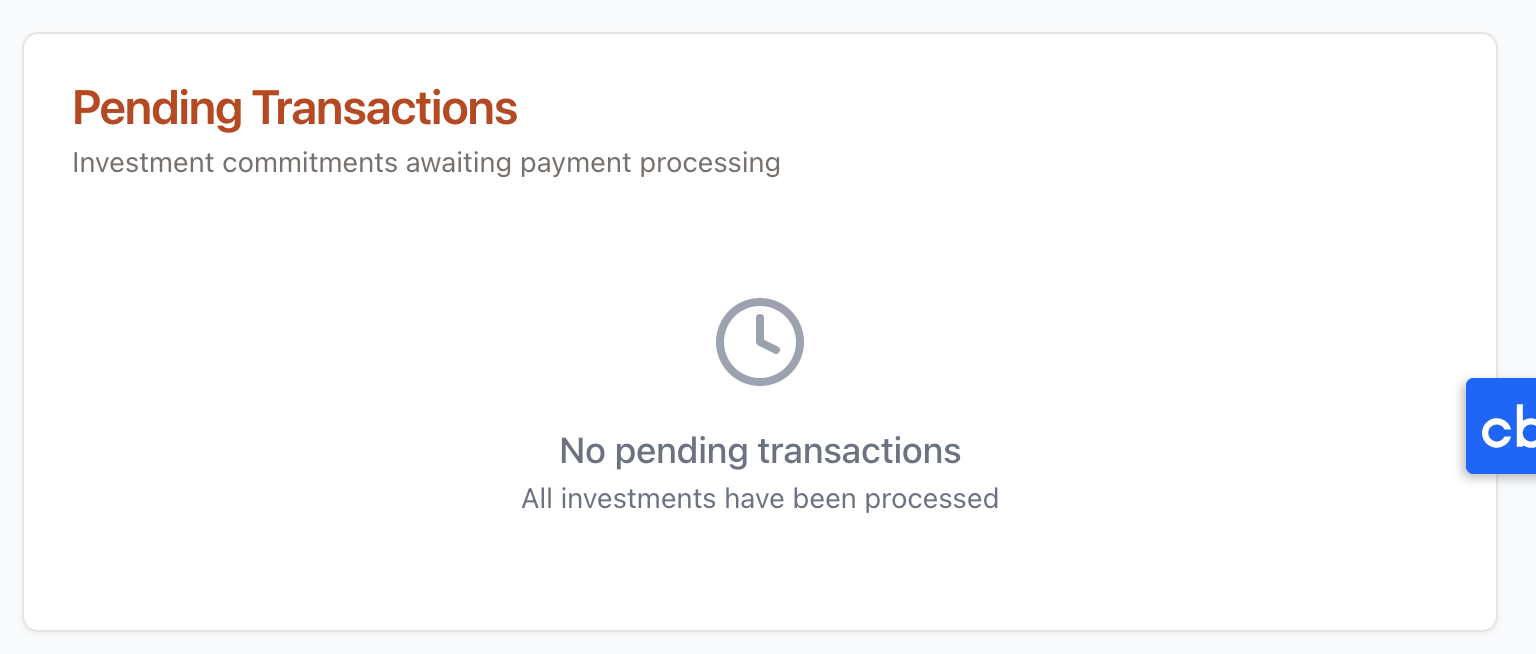 Pending Transactions
Investment commitments awaiting payment processing
No pending transactions
All investments have been processed
cb